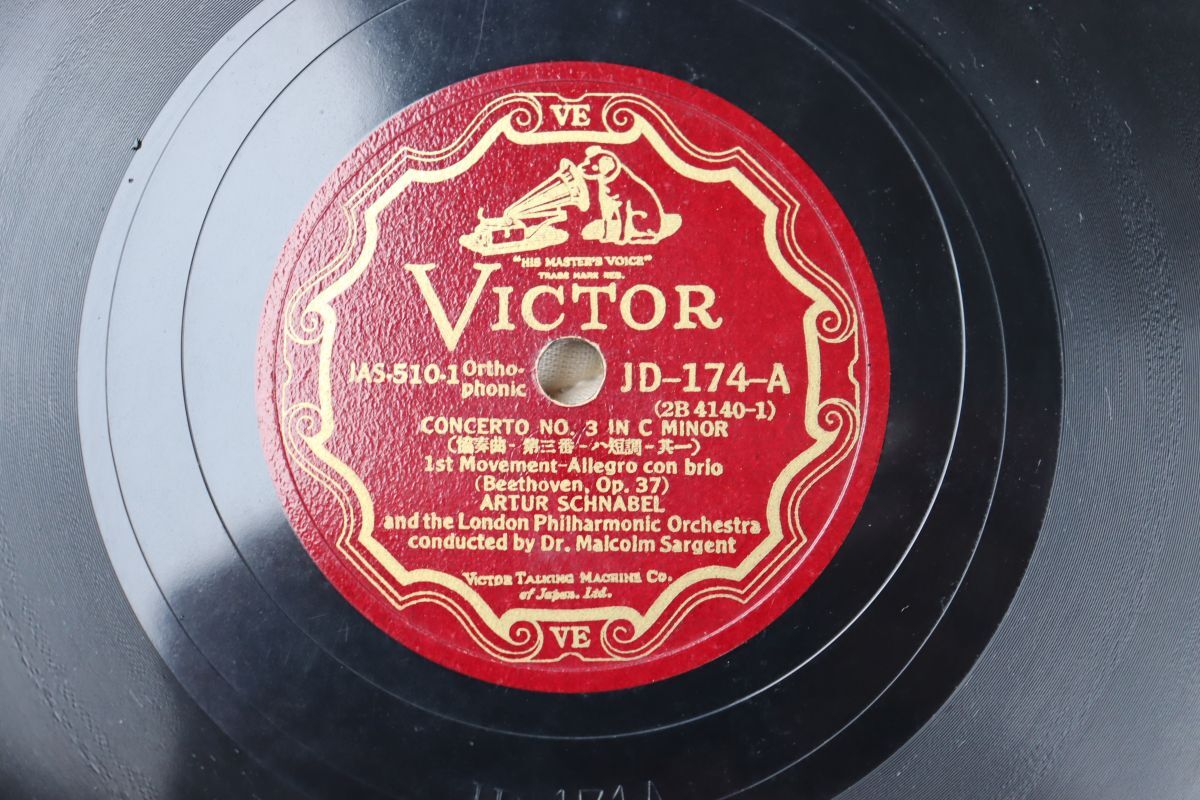 VE
"HIS MASTER'S VOICE"
TRADE MARK REG.
VICTOR
JAS-510-1 Ortho-phonic JD-174-A
(2B 4140-1)
CONCERTO NO. 3 IN C MINOR
(協奏曲-第三番-ハ短調-其一)
1st Movement-Allegro con brio
(Beethoven, Op. 37)
ARTUR SCHNABEL
and the London Philharmonic Orchestra
conducted by Dr. Malcolm Sargent
VICTOR TALKING MACHINE CO.
of Japan. Ltd.
VE